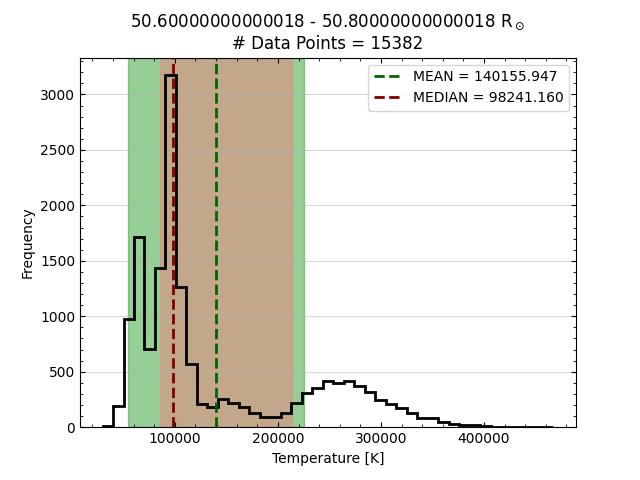 50.60000000000018 - 50.80000000000018 R⊙
# Data Points = 15382
MEAN = 140155.947
MEDIAN = 98241.160
Frequency
3000
2500
2000
1500
1000
500
0
100000 200000 300000 400000
Temperature [K]